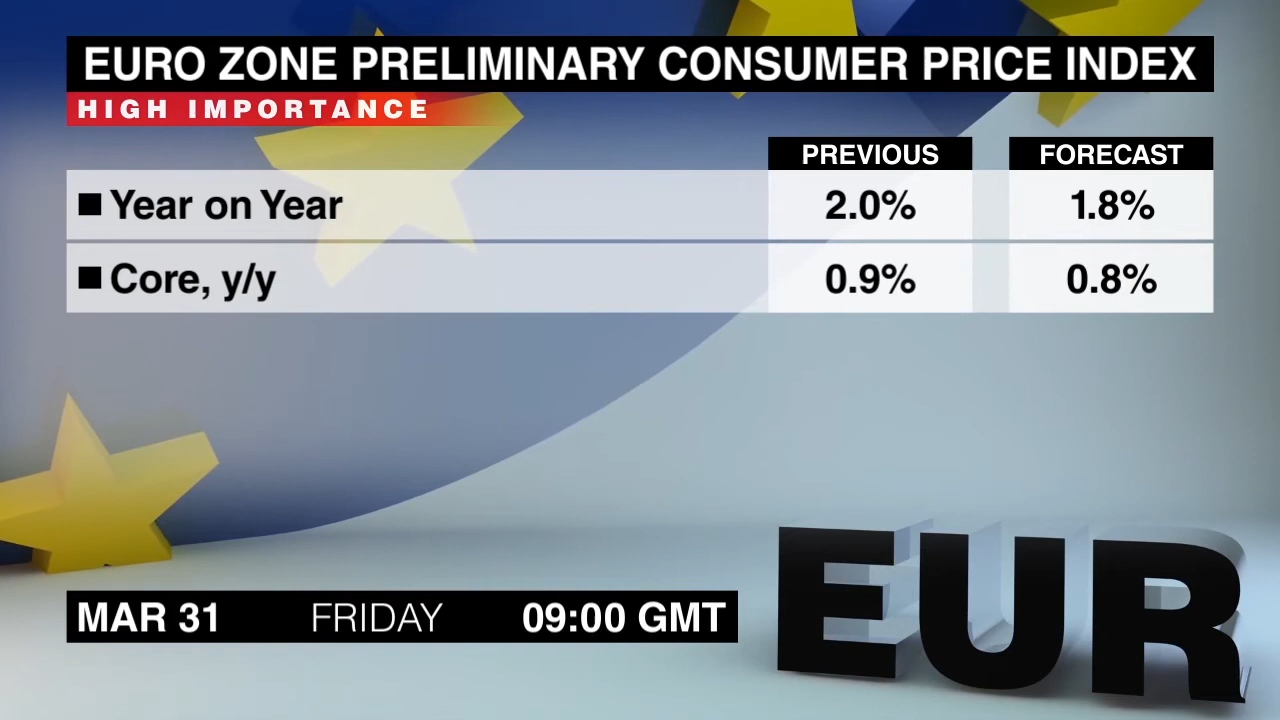 EURO ZONE PRELIMINARY CONSUMER PRICE INDEX
HIGH IMPORTANCE
PREVIOUS FORECAST
Year on Year 2.0% 1.8%
Core, y/y 0.9% 0.8%
MAR 31 FRIDAY 09:00 GMT
EUR